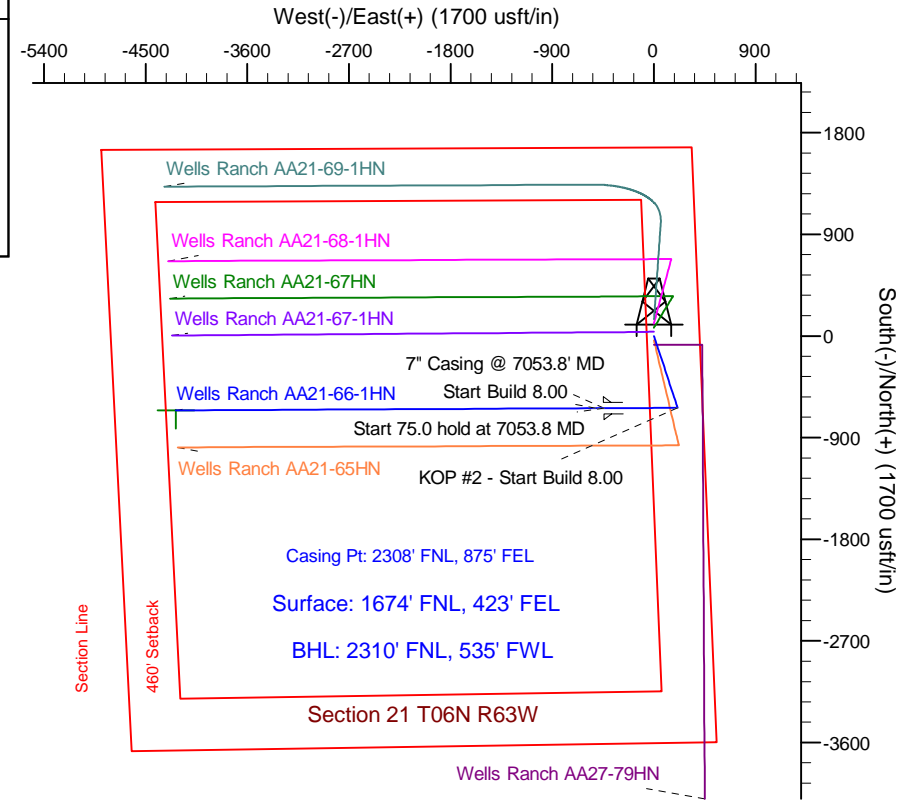 West(-)/East(+) (1700 usft/in)
-5400 -4500 -3600 -2700 -1800 -900 0 900
1800
900
0
-900
-1800
-2700
-3600
South(-)/North(+) (1700 usft/in)
Wells Ranch AA21-69-1HN
Wells Ranch AA21-68-1HN
Wells Ranch AA21-67HN
Wells Ranch AA21-67-1HN
7" Casing @ 7053.8' MD
Start Build 8.00
Wells Ranch AA21-66-1HN
Start 75.0 hold at 7053.8 MD
Wells Ranch AA21-65HN
KOP #2 - Start Build 8.00
Casing Pt: 2308' FNL, 875' FEL
Surface: 1674' FNL, 423' FEL
BHL: 2310' FNL, 535' FWL
Section Line
460' Setback
Section 21 T06N R63W
Wells Ranch AA27-79HN